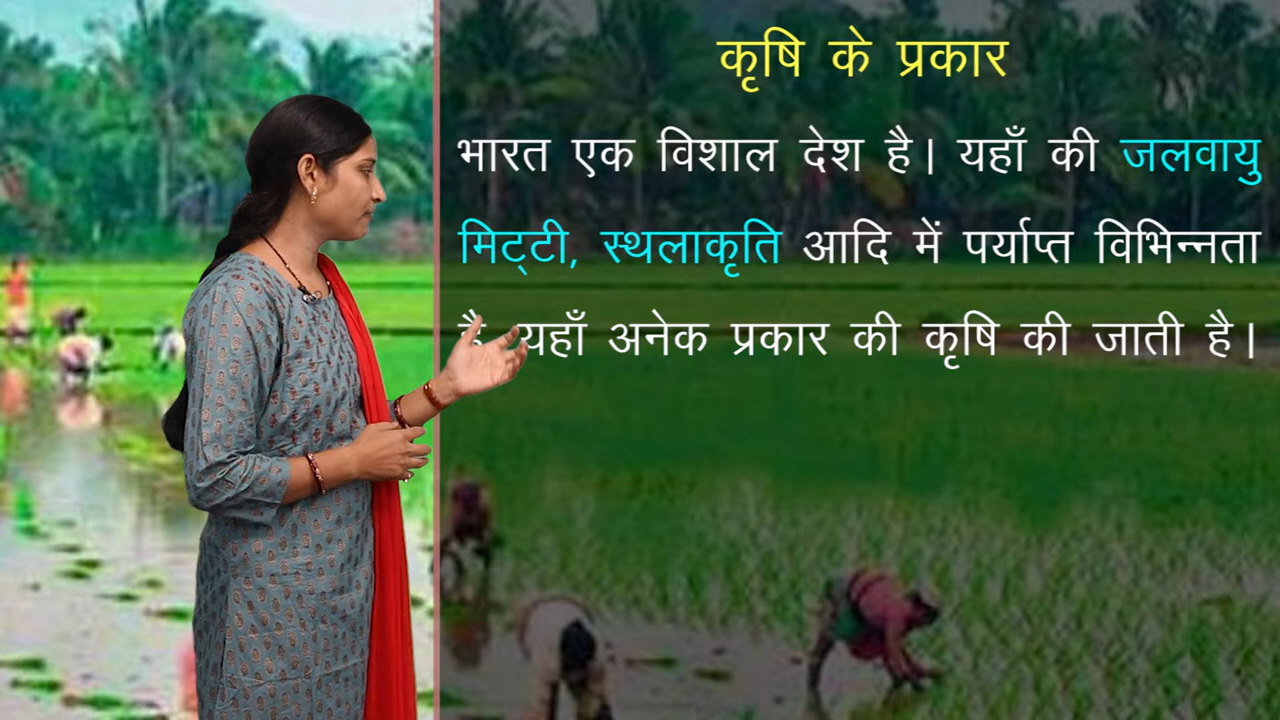 कृषि के प्रकार
भारत एक विशाल देश है। यहाँ की जलवायु
मिट्टी, स्थलाकृति आदि में पर्याप्त विभिन्नता
है यहाँ अनेक प्रकार की कृषि की जाती है।